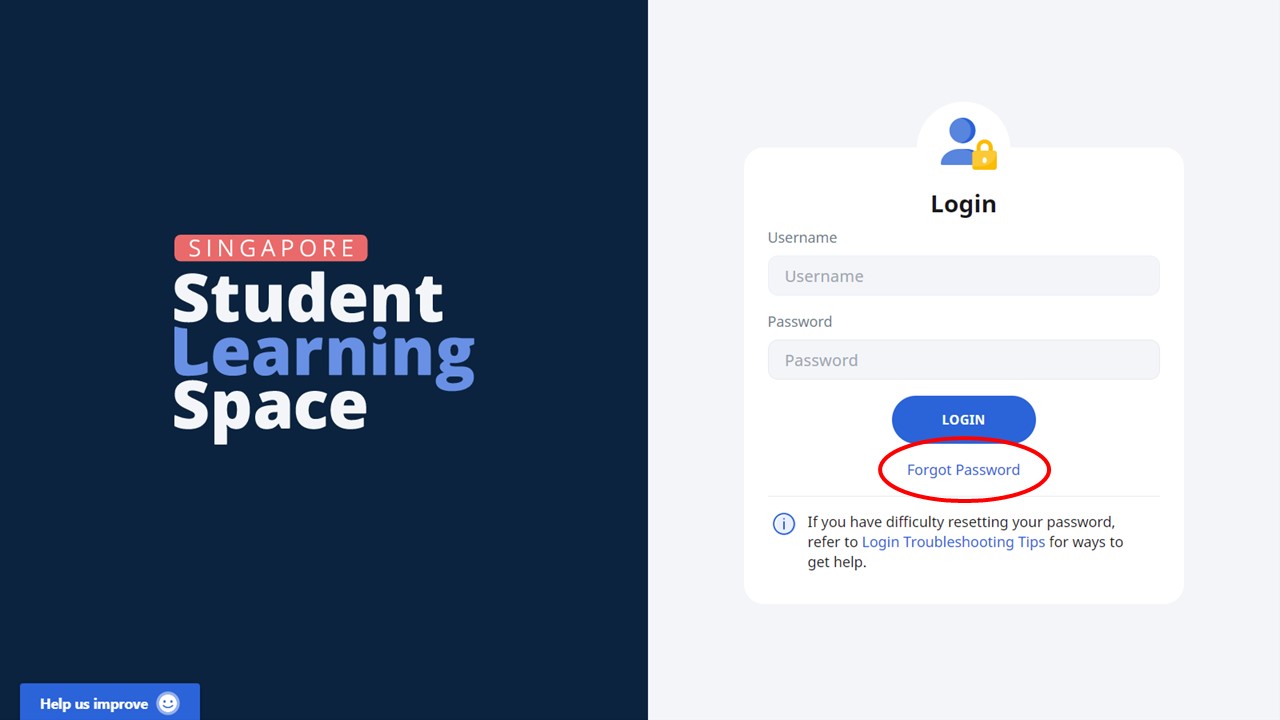 SINGAPORE
Student
Learning
Space
Help us improve
Login
Username
Username
Password
Password
LOGIN
Forgot Password
If you have difficulty resetting your password,
refer to Login Troubleshooting Tips for ways to
get help.